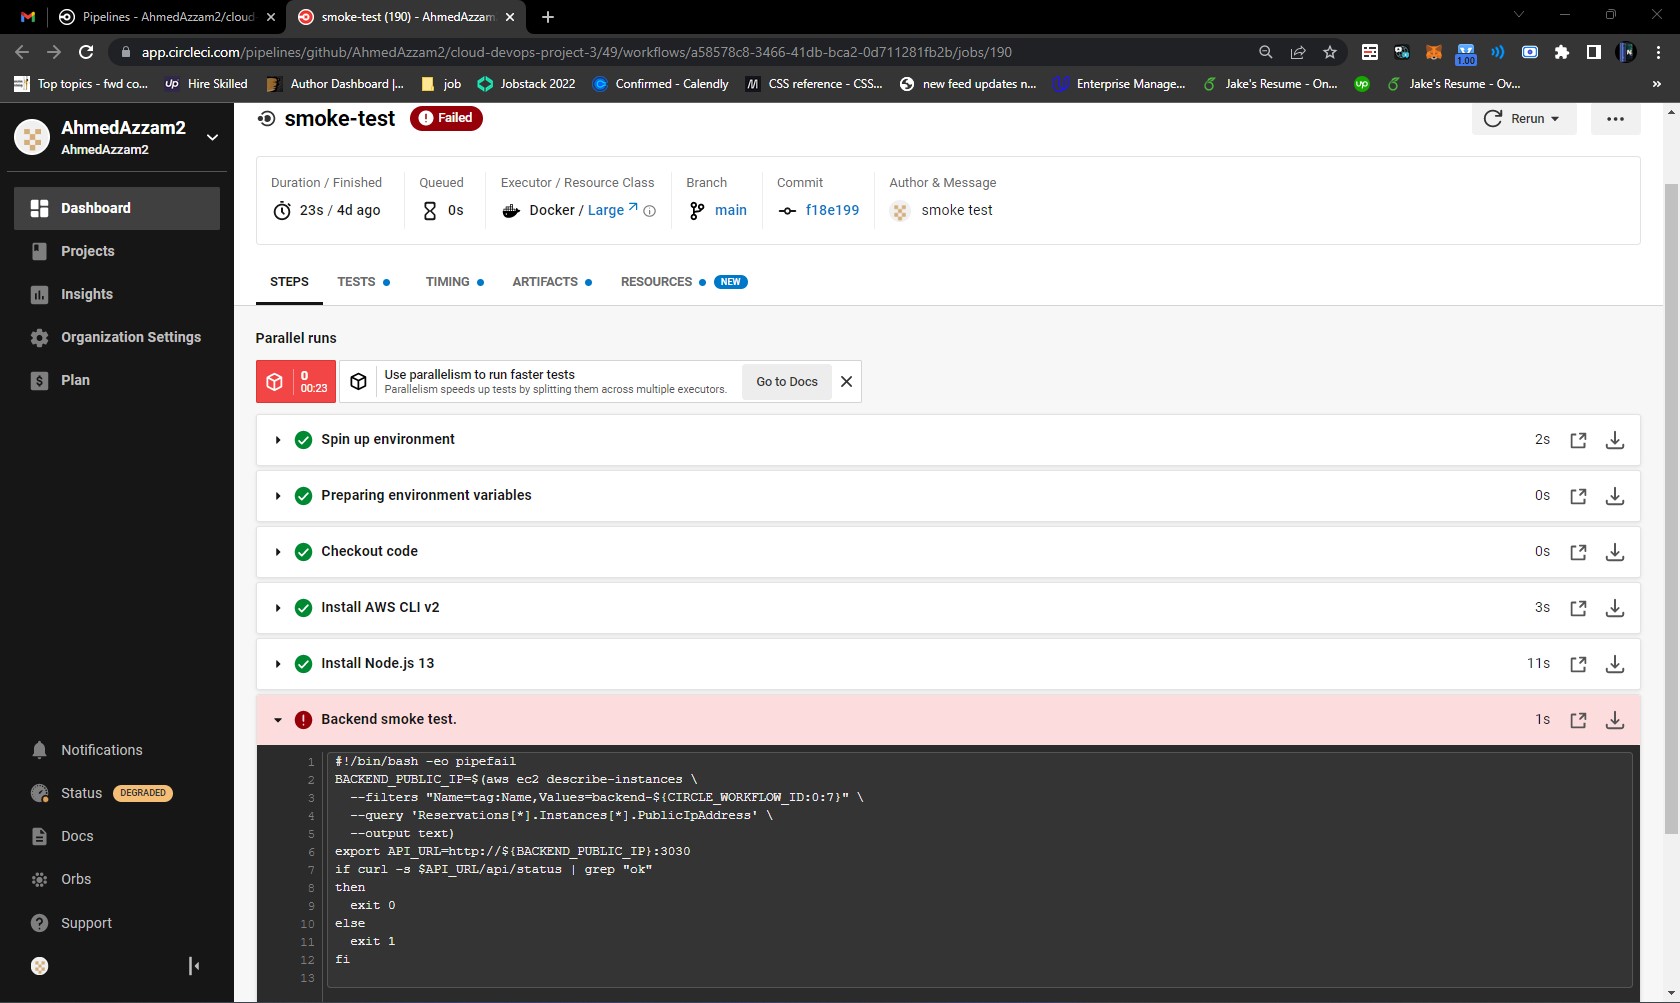 Pipelines - AhmedAzzam2/cloud-
smoke-test (190) - AhmedAzzam
app.circleci.com/pipelines/github/AhmedAzzam2/cloud-devops-project-3/49/workflows/a58578c8-3466-41db-bca2-0d711281fb2b/jobs/190
1.00
Top topics - fwd co...
Up Hire Skilled
Author Dashboard |...
job
Jobstack 2022
Confirmed - Calendly
CSS reference - CSS...
new feed updates n...
Enterprise Manage...
Jake's Resume - On...
up
Jake's Resume - Ov...
»
AhmedAzzam2
AhmedAzzam2
Dashboard
Projects
Insights
Organization Settings
Plan
Notifications
Status DEGRADED
Docs
Orbs
Support
smoke-test Failed
Rerun
Duration / Finished
23s / 4d ago
Queued
0s
Executor / Resource Class
Docker / Large
Branch
main
Commit
f18e199
Author & Message
smoke test
STEPS TESTS TIMING ARTIFACTS RESOURCES NEW
Parallel runs
0
00:23
Use parallelism to run faster tests
Parallelism speeds up tests by splitting them across multiple executors.
Go to Docs
Spin up environment 2s
Preparing environment variables 0s
Checkout code 0s
Install AWS CLI v2 3s
Install Node.js 13 11s
Backend smoke test. 1s
1 #!/bin/bash -eo pipefail
2 BACKEND_PUBLIC_IP=$(aws ec2 describe-instances \
3 --filters "Name=tag:Name,Values=backend-${CIRCLE_WORKFLOW_ID:0:7}" \
4 --query 'Reservations[*].Instances[*].PublicIpAddress' \
5 --output text)
6 export API_URL=http://${BACKEND_PUBLIC_IP}:3030
7 if curl -s $API_URL/api/status | grep "ok"
8 then
9 exit 0
10 else
11 exit 1
12 fi
13